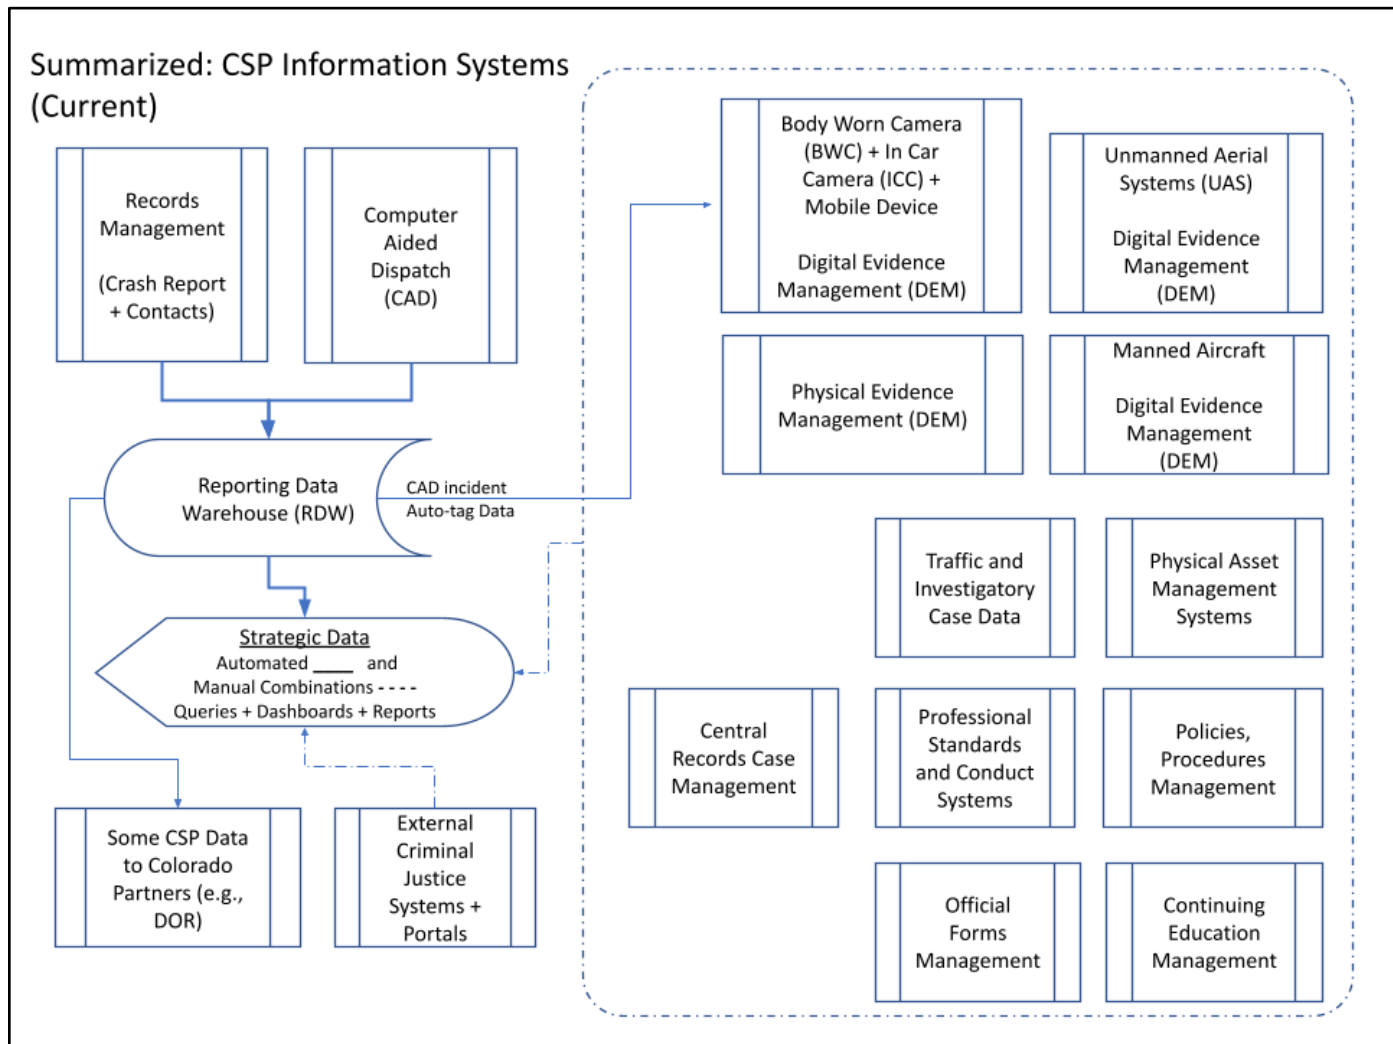 Summarized: CSP Information Systems
(Current)
Records
Management
(Crash Report
+ Contacts)
Computer
Aided
Dispatch
(CAD)
Body Worn Camera
(BWC) + In Car
Camera (ICC) +
Mobile Device
Digital Evidence
Management (DEM)
Unmanned Aerial
Systems (UAS)
Digital Evidence
Management
(DEM)
Physical Evidence
Management (DEM)
Manned Aircraft
Digital Evidence
Management
(DEM)
Reporting Data
Warehouse (RDW)
CAD incident
Auto-tag Data
Traffic and
Investigatory
Case Data
Physical Asset
Management
Systems
Strategic Data
Automated ____ and
Manual Combinations - - - -
Queries + Dashboards + Reports
Central
Records Case
Management
Professional
Standards
and Conduct
Systems
Policies,
Procedures
Management
Some CSP Data
to Colorado
Partners (e.g.,
DOR)
External
Criminal
Justice
Systems +
Portals
Official
Forms
Management
Continuing
Education
Management